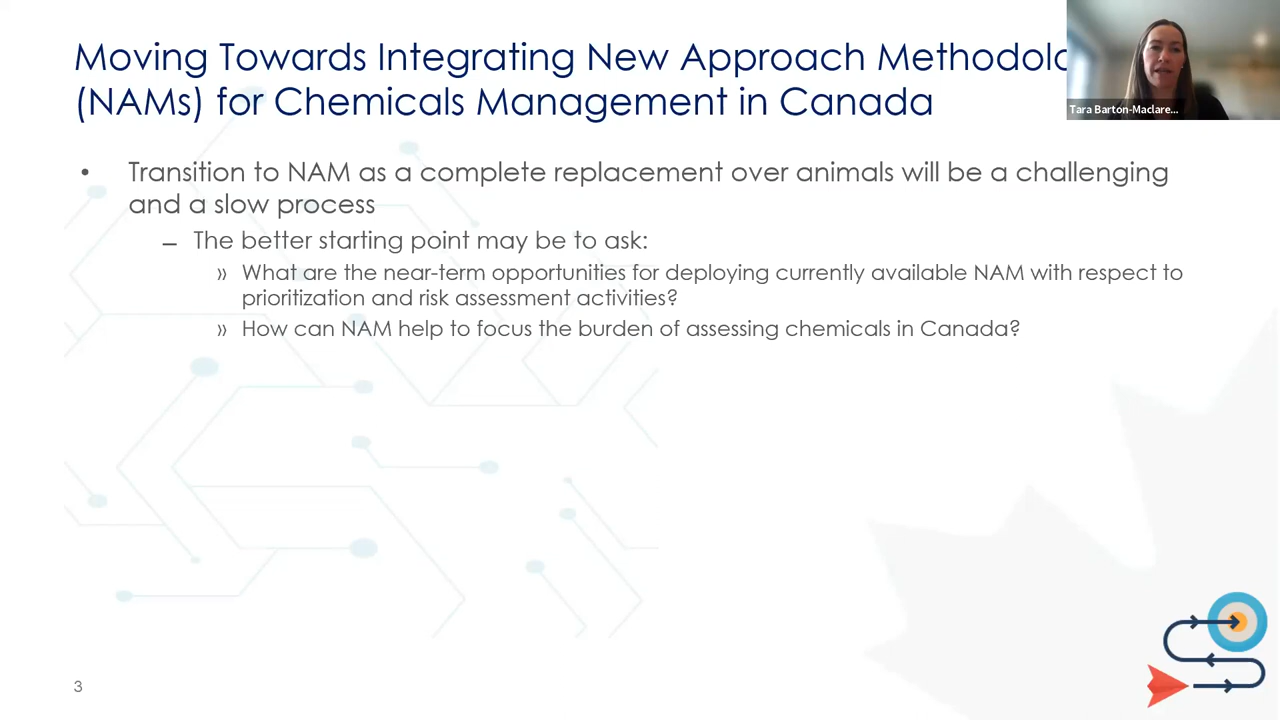 Moving Towards Integrating New Approach
(NAMs) for Chemicals Management in Canada
Tara Barton-Maclare...
• Transition to NAM as a complete replacement over animals will be a challenging
and a slow process
– The better starting point may be to ask:
» What are the near-term opportunities for deploying currently available NAM with respect to
prioritization and risk assessment activities?
» How can NAM help to focus the burden of assessing chemicals in Canada?
3